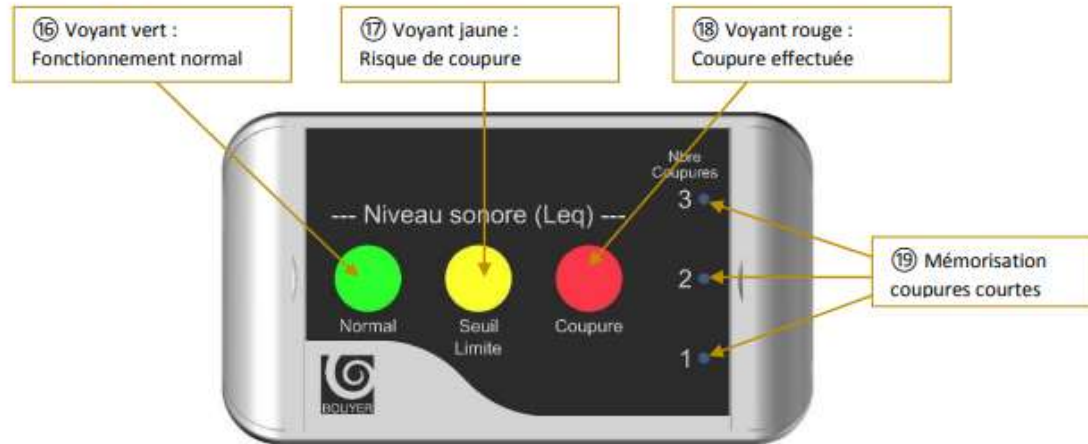 ⑯ Voyant vert :
Fonctionnement normal
⑰ Voyant jaune :
Risque de coupure
⑱ Voyant rouge :
Coupure effectuée
Nbre
Coupures
3
--- Niveau sonore (Leq) ---
⑲ Mémorisation
coupures courtes
2
Normal
Seuil
Limite
Coupure
1
BOUYER